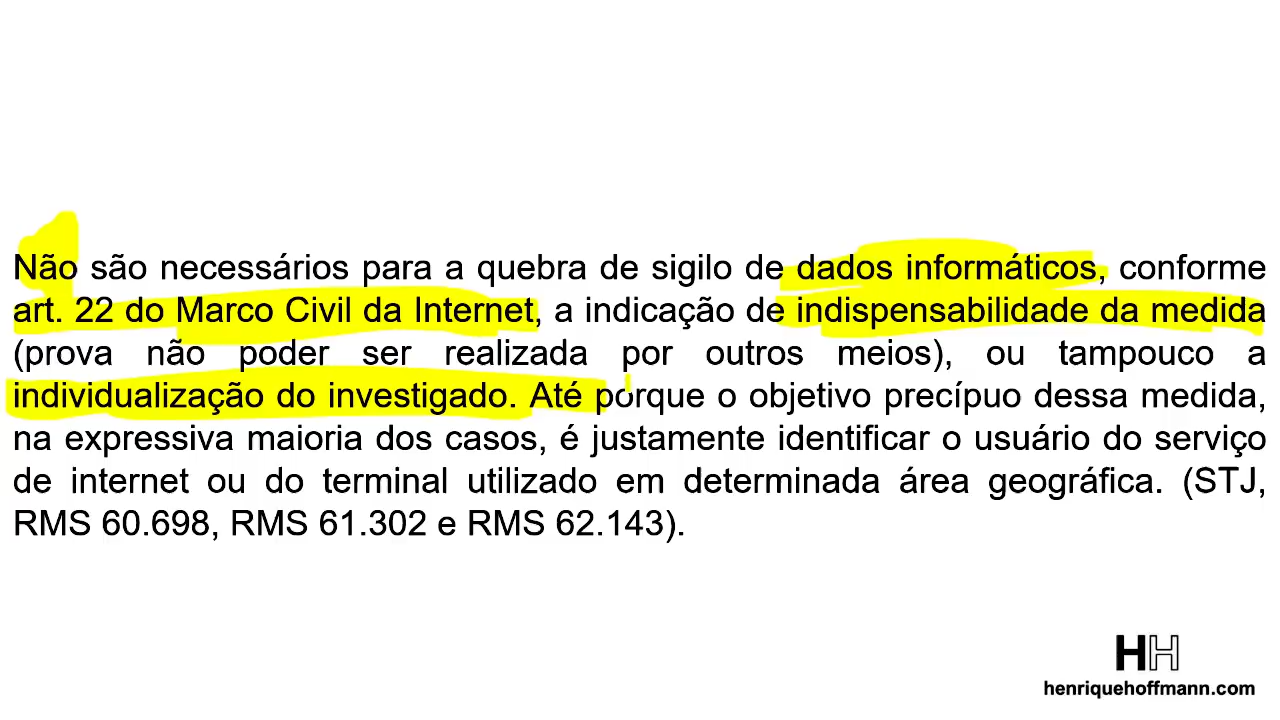 Não são necessários para a quebra de sigilo de dados informáticos, conforme
art. 22 do Marco Civil da Internet, a indicação de indispensabilidade da medida
(prova não poder ser realizada por outros meios), ou tampouco a
individualização do investigado. Até porque o objetivo precípuo dessa medida,
na expressiva maioria dos casos, é justamente identificar o usuário do serviço
de internet ou do terminal utilizado em determinada área geográfica. (STJ,
RMS 60.698, RMS 61.302 e RMS 62.143).
HH
henriquehoffmann.com